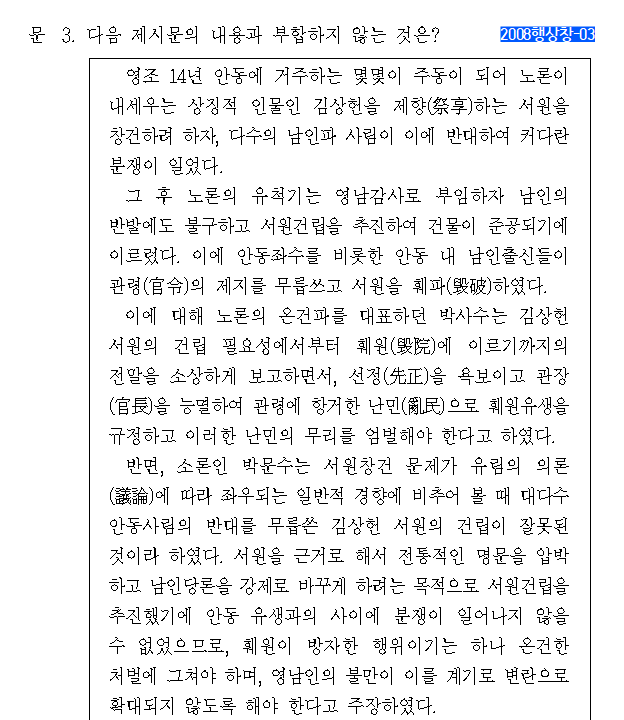 문 3. 다음 제시문의 내용과 부합하지 않는 것은? 2008행상창-03
영조 14년 안동에 거주하는 몇몇이 주동이 되어 노론이
내세우는 상징적 인물인 김상헌을 제향(祭享)하는 서원을
창건하려 하자, 다수의 남인파 사림이 이에 반대하여 커다란
분쟁이 일었다.
그 후 노론의 유척기는 영남감사로 부임하자 남인의
반발에도 불구하고 서원건립을 추진하여 건물이 준공되기에
이르렀다. 이에 안동좌수를 비롯한 안동 내 남인출신들이
관령(官令)의 제지를 무릅쓰고 서원을 훼파(毁破)하였다.
이에 대해 노론의 온건파를 대표하던 박사수는 김상헌
서원의 건립 필요성에서부터 훼원(毁院)에 이르기까지의
전말을 소상하게 보고하면서, 선정(先正)을 욕보이고 관장
(官長)을 능멸하여 관령에 항거한 난민(亂民)으로 훼원유생을
규정하고 이러한 난민의 무리를 엄벌해야 한다고 하였다.
반면, 소론인 박문수는 서원창건 문제가 유림의 의론
(議論)에 따라 좌우되는 일반적 경향에 비추어 볼 때 대다수
안동사림의 반대를 무릅쓴 김상헌 서원의 건립이 잘못된
것이라 하였다. 서원을 근거로 해서 전통적인 명문을 압박
하고 남인당론을 강제로 바꾸게 하려는 목적으로 서원건립을
추진했기에 안동 유생과의 사이에 분쟁이 일어나지 않을
수 없었으므로, 훼원이 방자한 행위이기는 하나 온건한
처벌에 그쳐야 하며, 영남인의 불만이 이를 계기로 변란으로
확대되지 않도록 해야 한다고 주장하였다.